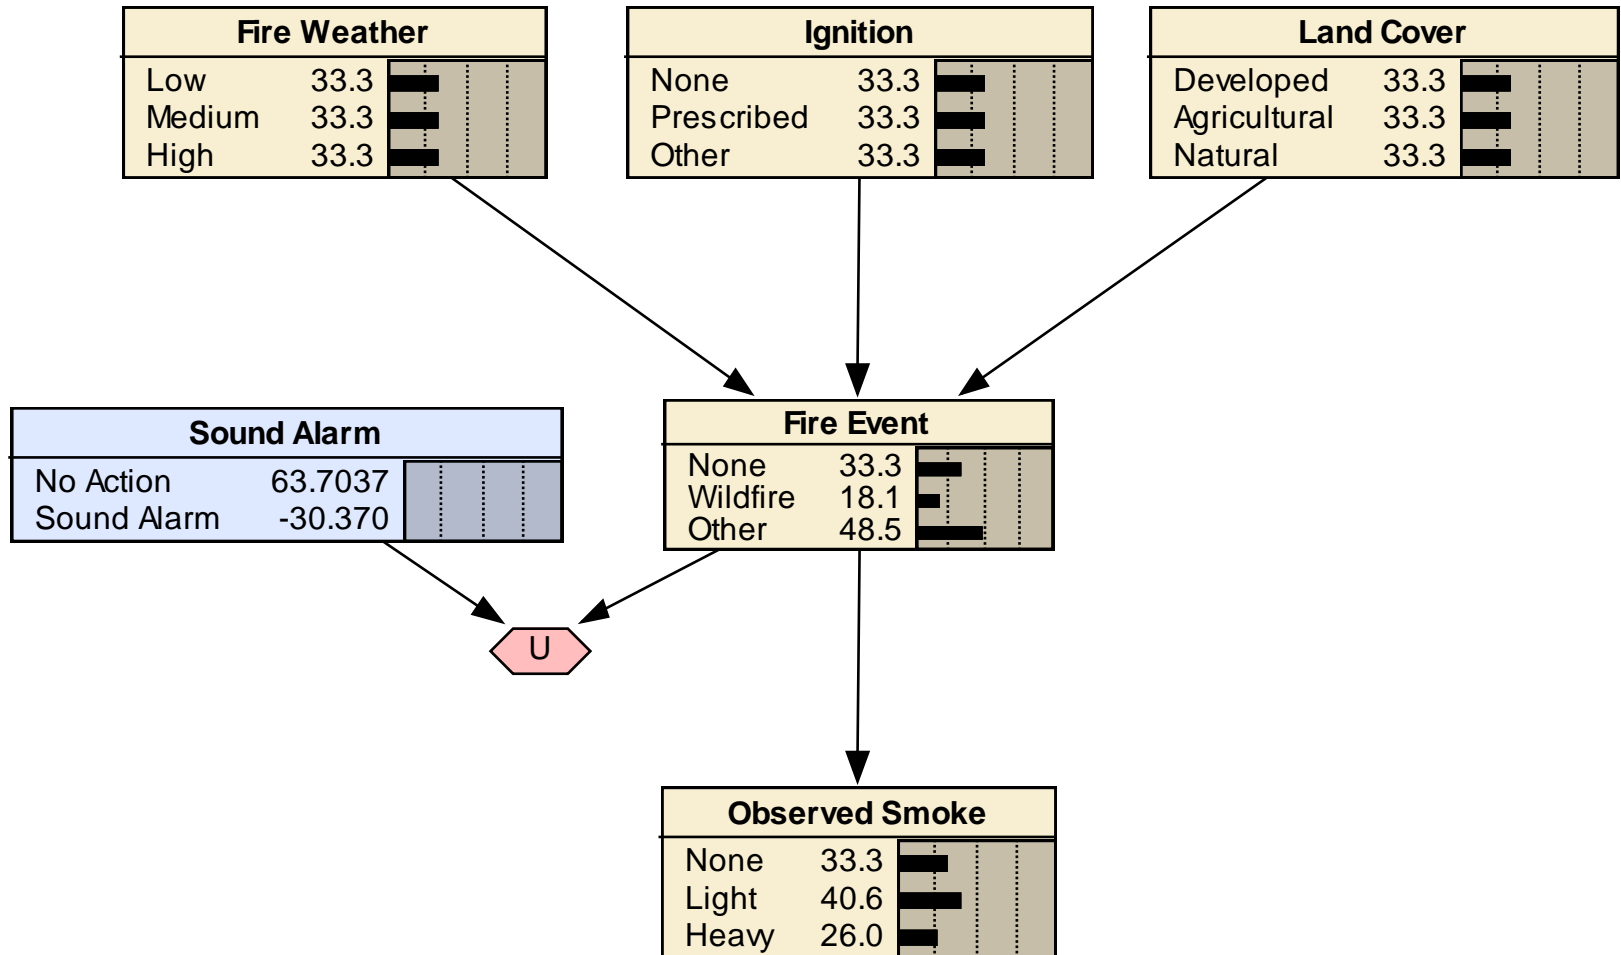 Fire Weather
Low 33.3
Medium 33.3
High 33.3
Ignition
None 33.3
Prescribed 33.3
Other 33.3
Land Cover
Developed 33.3
Agricultural 33.3
Natural 33.3
Sound Alarm
No Action 63.7037
Sound Alarm -30.370
Fire Event
None 33.3
Wildfire 18.1
Other 48.5
U
Observed Smoke
None 33.3
Light 40.6
Heavy 26.0